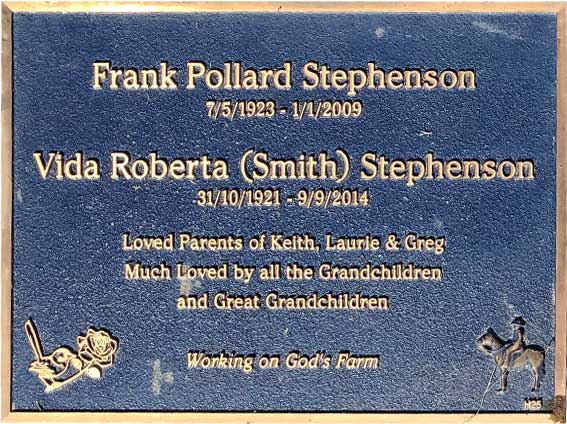 Frank Pollard Stephenson
7/5/1923 - 1/1/2009
Vida Roberta (Smith) Stephenson
31/10/1921 - 9/9/2014
Loved Parents of Keith, Laurie & Greg
Much Loved by all the Grandchildren
and Great Grandchildren
Working on God's Farm
H25